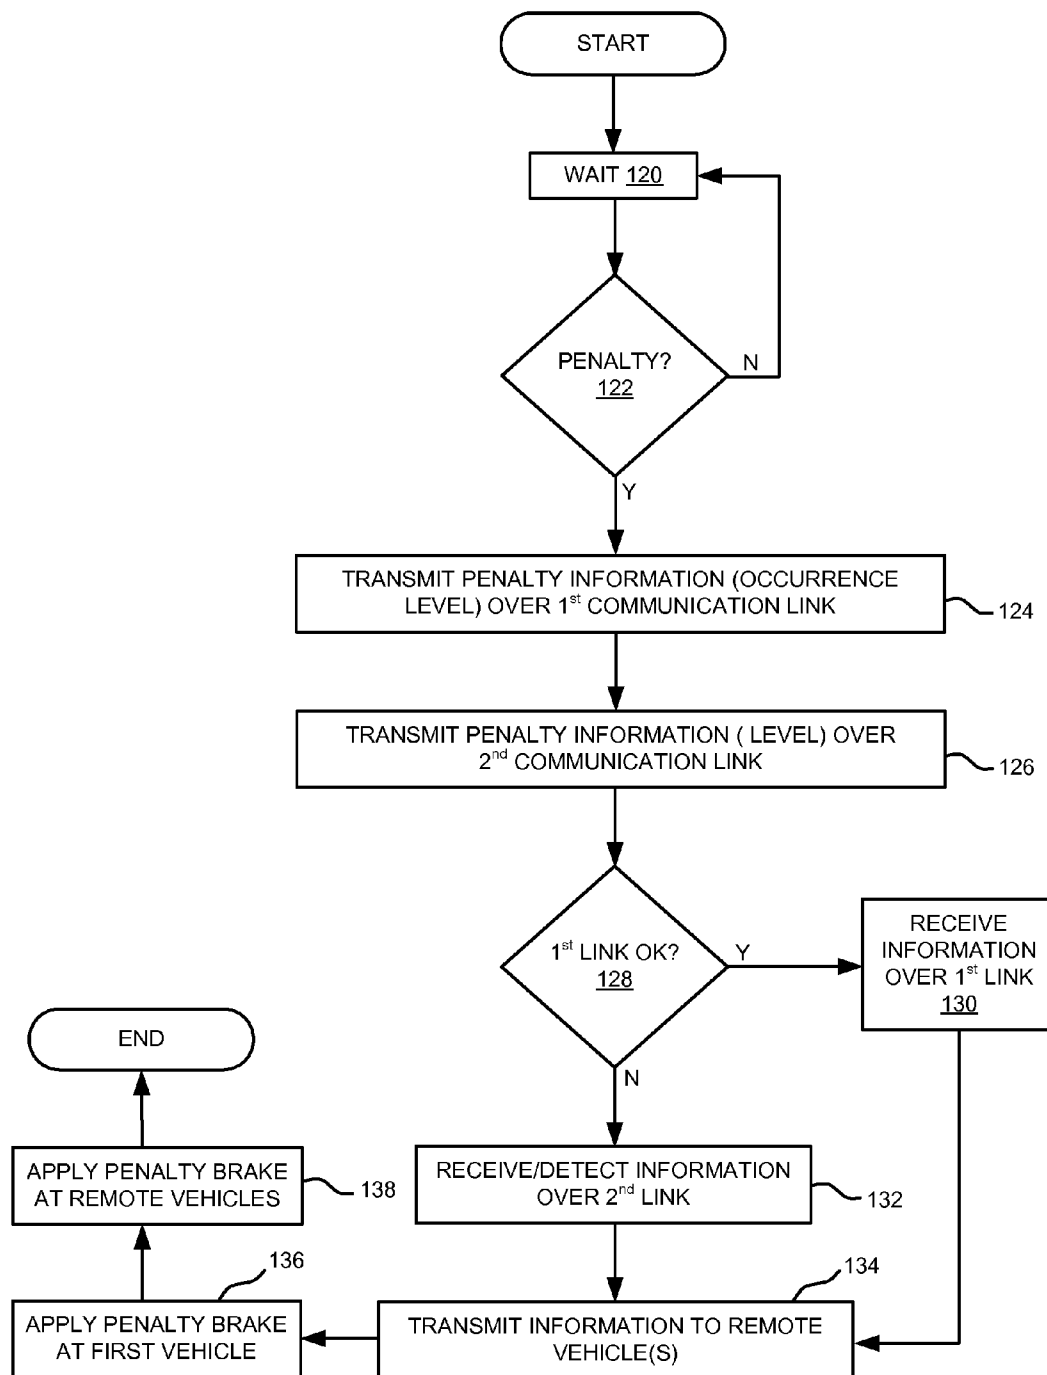 START
WAIT 120
PENALTY?
122
N
Y
TRANSMIT PENALTY INFORMATION (OCCURRENCE
LEVEL) OVER 1st COMMUNICATION LINK
124
TRANSMIT PENALTY INFORMATION ( LEVEL) OVER
2nd COMMUNICATION LINK
126
1st LINK OK?
128
Y
N
RECEIVE
INFORMATION
OVER 1st LINK
130
END
RECEIVE/DETECT INFORMATION
OVER 2nd LINK
132
APPLY PENALTY BRAKE
AT REMOTE VEHICLES
138
136
134
APPLY PENALTY BRAKE
AT FIRST VEHICLE
TRANSMIT INFORMATION TO REMOTE
VEHICLE(S)